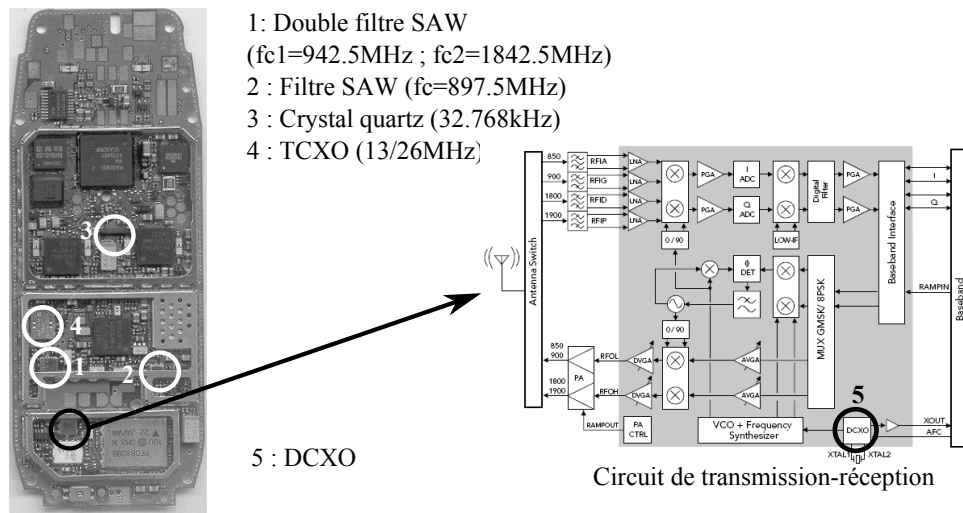 1: Double filtre SAW
(fc1=942.5MHz ; fc2=1842.5MHz)
2 : Filtre SAW (fc=897.5MHz)
3 : Crystal quartz (32.768kHz)
4 : TCXO (13/26MHz)
3
4
1
2
5 : DCXO
Antenna Switch
850
900
1800
1900
RFIA
RFIG
RFID
RFIP
LNA
LNA
LNA
LNA
PGA
PGA
I
ADC
Q
ADC
Digital
Filter
PGA
PGA
Baseband Interface
I
Q
Baseband
0 / 90
LOW-IF
Φ
DET
MUX GMSK/ 8PSK
RAMPIN
0 / 90
850
900
1800
1900
PA
RFOL
RFOH
DVGA
DVGA
AVGA
AVGA
RAMPOUT
PA
CTRL
VCO + Frequency
Synthesizer
5
DCXO
XOUT
AFC
XTAL1
XTAL2
Circuit de transmission-réception